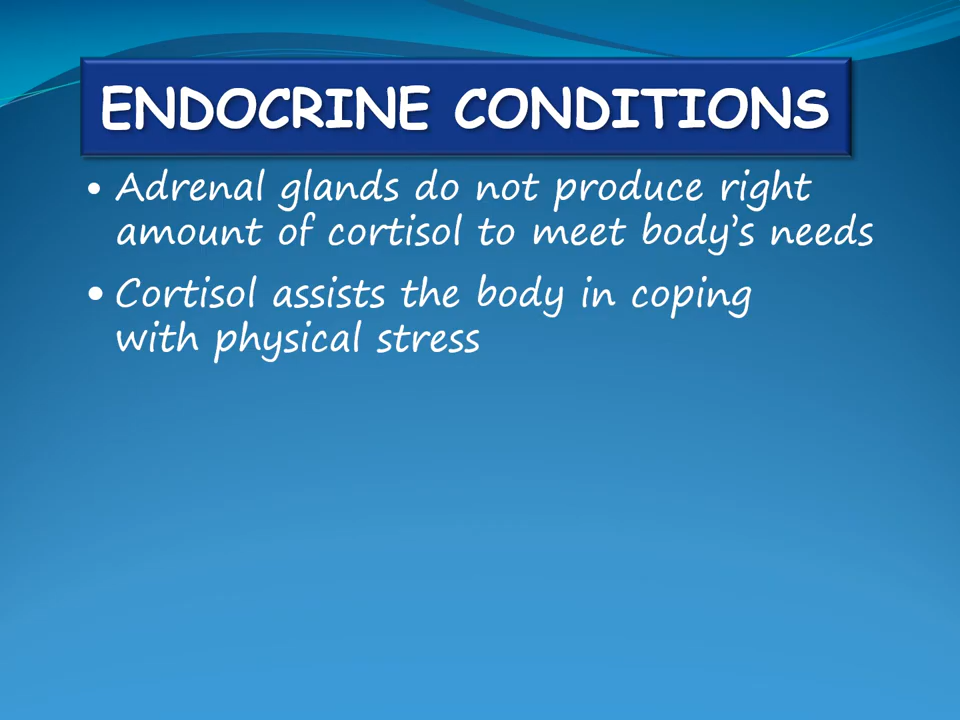 ENDOCRINE CONDITIONS
• Adrenal glands do not produce right
amount of cortisol to meet body’s needs
• Cortisol assists the body in coping
with physical stress